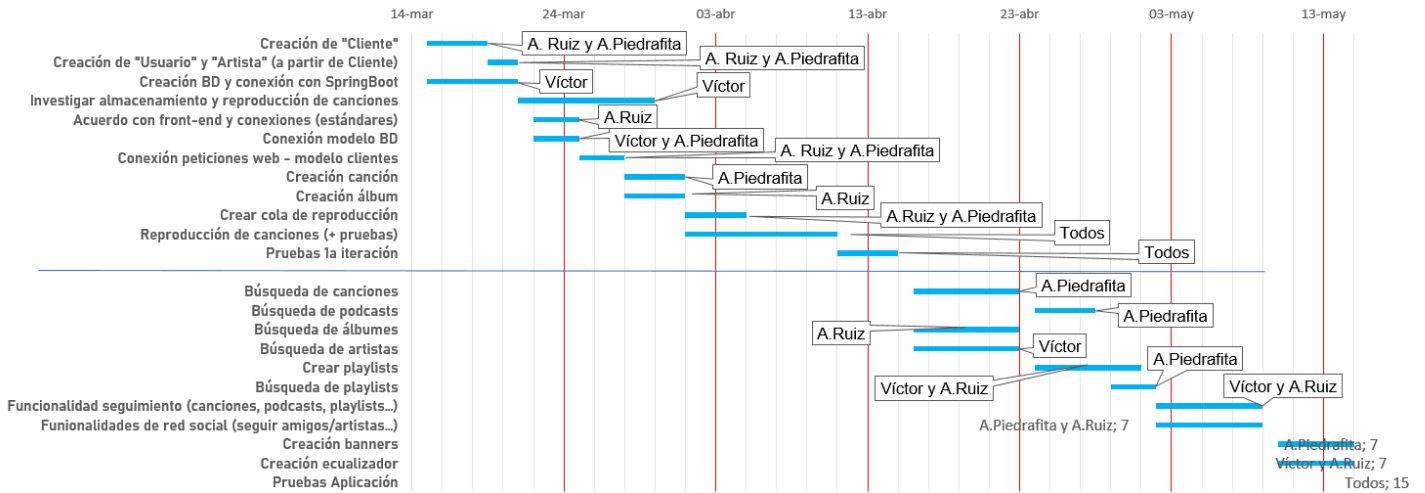 14-mar 24-mar 03-abr 13-abr 23-abr 03-may 13-may
Creación de "Cliente" A. Ruiz y A.Piedrafita
Creación de "Usuario" y "Artista" (a partir de Cliente) A. Ruiz y A.Piedrafita
Creación BD y conexión con SpringBoot Víctor
Investigar almacenamiento y reproducción de canciones Víctor
Acuerdo con front-end y conexiones (estándares) A.Ruiz
Conexión modelo BD Víctor y A.Piedrafita
Conexión peticiones web - modelo clientes A. Ruiz y A.Piedrafita
Creación canción A.Piedrafita
Creación álbum A.Ruiz
Crear cola de reproducción A.Ruiz y A.Piedrafita
Reproducción de canciones (+ pruebas) Todos
Pruebas 1a iteración Todos
Búsqueda de canciones A.Piedrafita
Búsqueda de podcasts A.Piedrafita
Búsqueda de álbumes A.Ruiz
Búsqueda de artistas Víctor
Crear playlists Víctor y A.Ruiz
Búsqueda de playlists A.Piedrafita
Funcionalidad seguimiento (canciones, podcasts, playlists...) Víctor y A.Ruiz
Funionalidades de red social (seguir amigos/artistas...) A.Piedrafita y A.Ruiz; 7
Creación banners A.Piedrafita; 7
Creación ecualizador Víctor y A.Ruiz; 7
Pruebas Aplicación Todos; 15